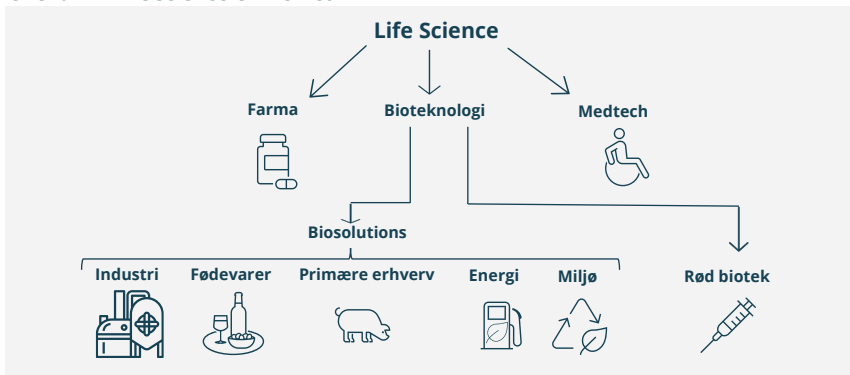 Life Science
Farma
Bioteknologi
Medtech
Biosolutions
Industri
Fødevarer
Primære erhverv
Energi
Miljø
Rød biotek